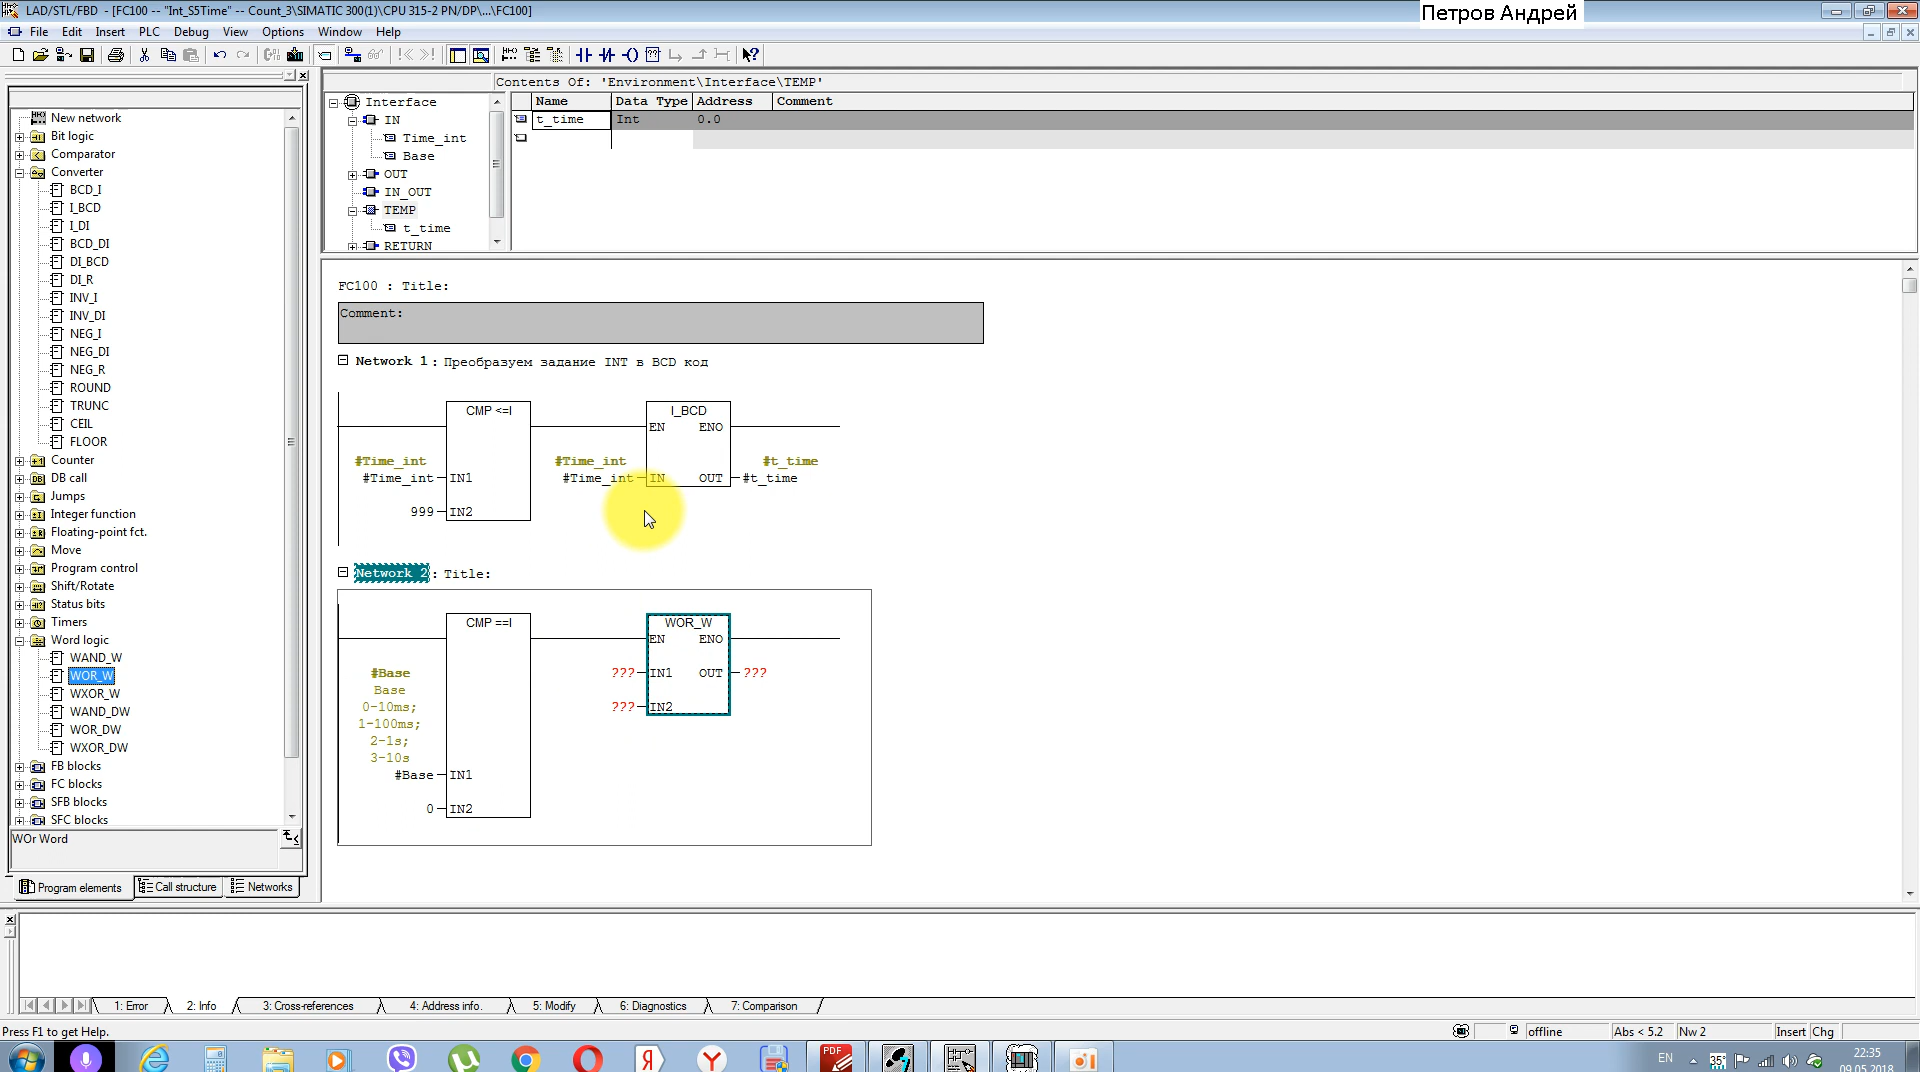 LAD/STL/FBD - [FC100 -- "Int_S5Time" -- Count_3\SIMATIC 300(1)\CPU 315-2 PN/DP\...\FC100]
Петров Андрей
File Edit Insert PLC Debug View Options Window Help
Contents Of: 'Environment\Interface\TEMP'
Name Data Type Address Comment
t_time Int 0.0
Interface
IN
Time_int
Base
OUT
IN_OUT
TEMP
t_time
RETURN
New network
Bit logic
Comparator
Converter
BCD_I
I_BCD
I_DI
BCD_DI
DI_BCD
DI_R
INV_I
INV_DI
NEG_I
NEG_DI
NEG_R
ROUND
TRUNC
CEIL
FLOOR
Counter
DB call
Jumps
Integer function
Floating-point fct.
Move
Program control
Shift/Rotate
Status bits
Timers
Word logic
WAND_W
WOR_W
WXOR_W
WAND_DW
WOR_DW
WXOR_DW
FB blocks
FC blocks
SFB blocks
SFC blocks
WOr Word
Program elements Call structure Networks
FC100 : Title:
Comment:
Network 1 : Преобразуем задание INT в BCD код
CMP <=I I_BCD
EN ENO
#Time_int #Time_int #t_time
#Time_int IN1 #Time_int IN OUT #t_time
999 IN2
Network 2 : Title:
CMP ==I WOR_W
EN ENO
#Base ??? IN1 OUT ???
Base
0-10ms; ??? IN2
1-100ms;
2-1s;
3-10s
#Base IN1
0 IN2
1: Error 2: Info 3: Cross-references 4: Address info. 5: Modify 6: Diagnostics 7: Comparison
Press F1 to get Help. offline Abs < 5.2 Nw 2 Insert Chg
PDF EN 35° 22:35
09.05.2018